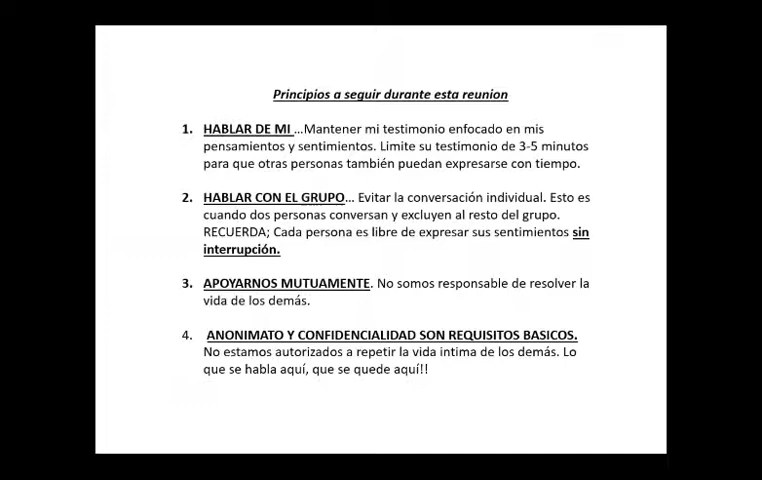 Principios a seguir durante esta reunion
1. HABLAR DE MI ...Mantener mi testimonio enfocado en mis
pensamientos y sentimientos. Limite su testimonio de 3-5 minutos
para que otras personas también puedan expresarse con tiempo.
2. HABLAR CON EL GRUPO... Evitar la conversación individual. Esto es
cuando dos personas conversan y excluyen al resto del grupo.
RECUERDA; Cada persona es libre de expresar sus sentimientos sin
interrupción.
3. APOYARNOS MUTUAMENTE. No somos responsable de resolver la
vida de los demás.
4. ANONIMATO Y CONFIDENCIALIDAD SON REQUISITOS BASICOS.
No estamos autorizados a repetir la vida intima de los demás. Lo
que se habla aquí, que se quede aquí!!